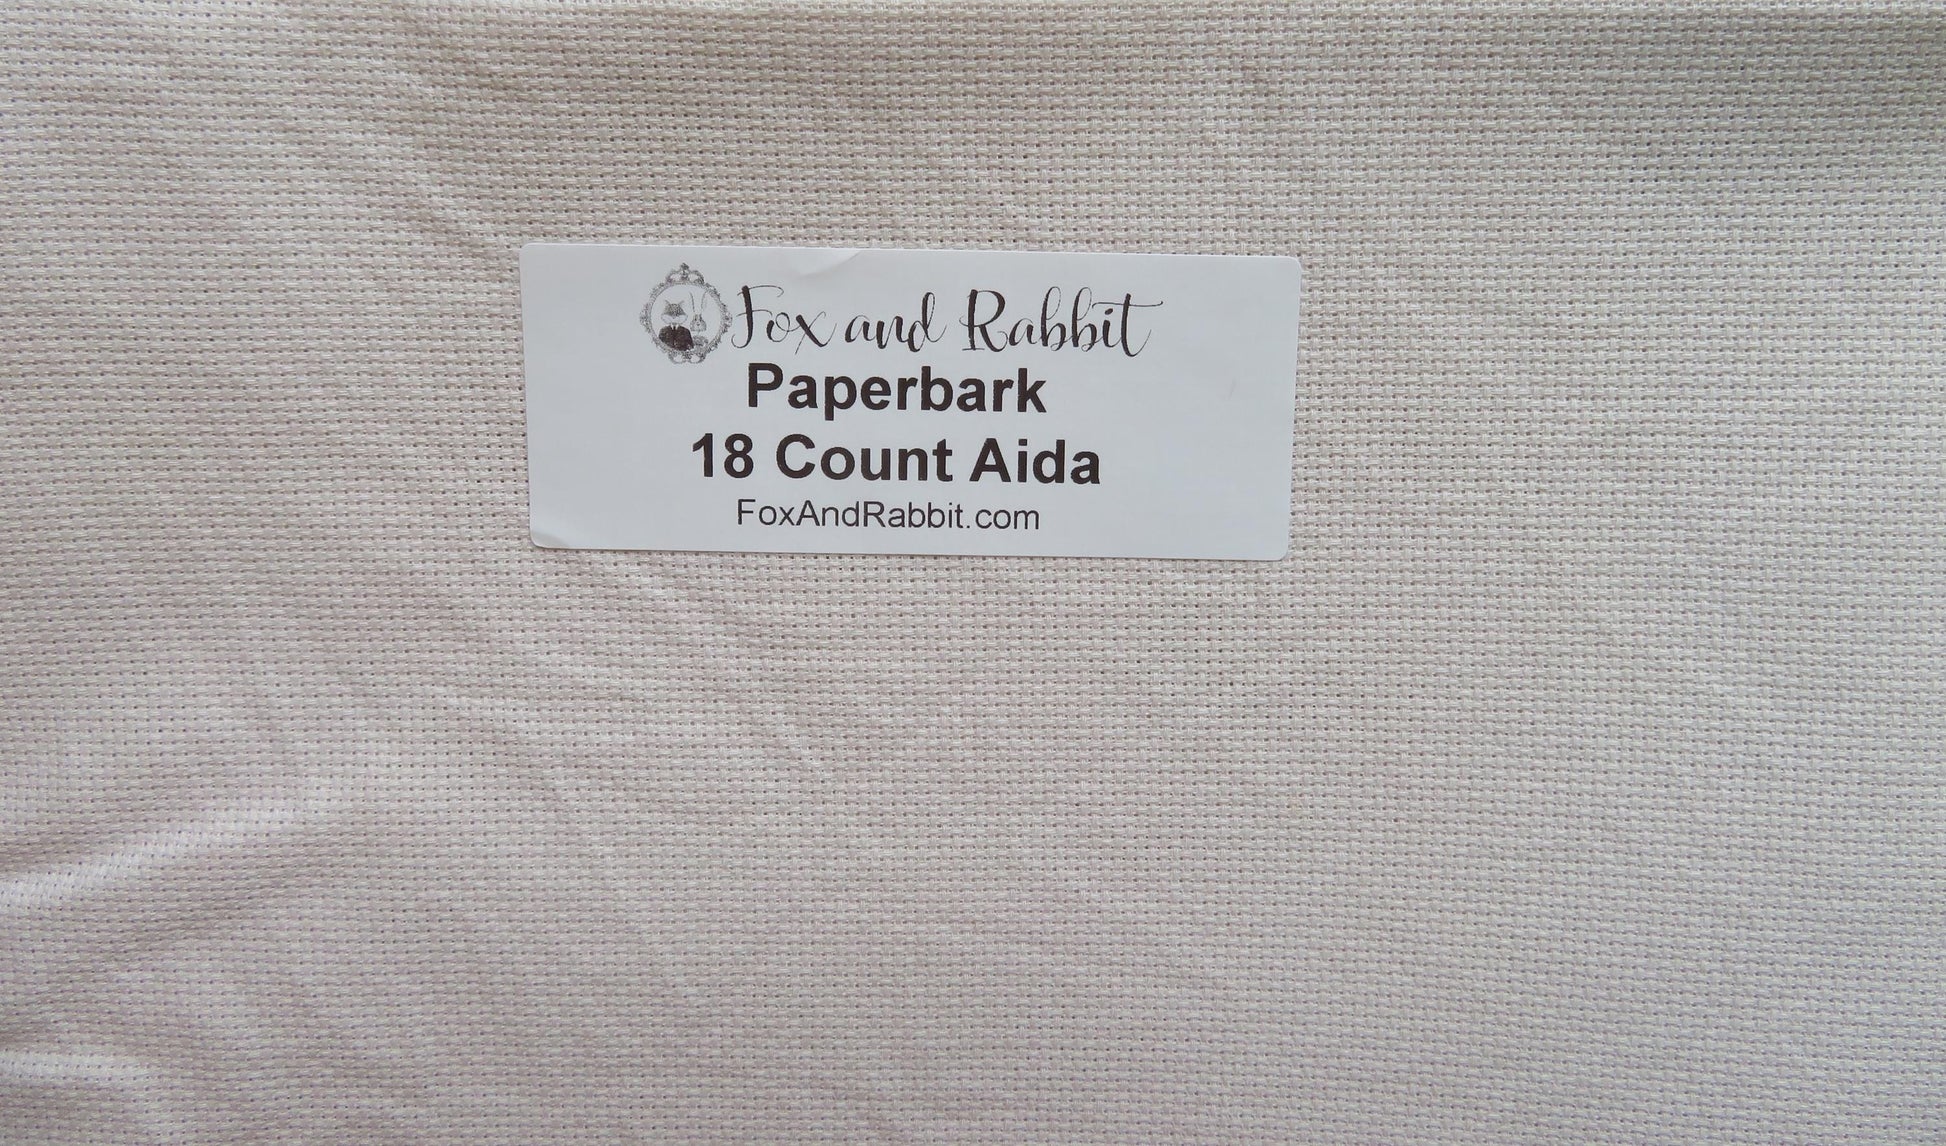 Fox and Rabbit
Paperbark
18 Count Aida
FoxAndRabbit.com